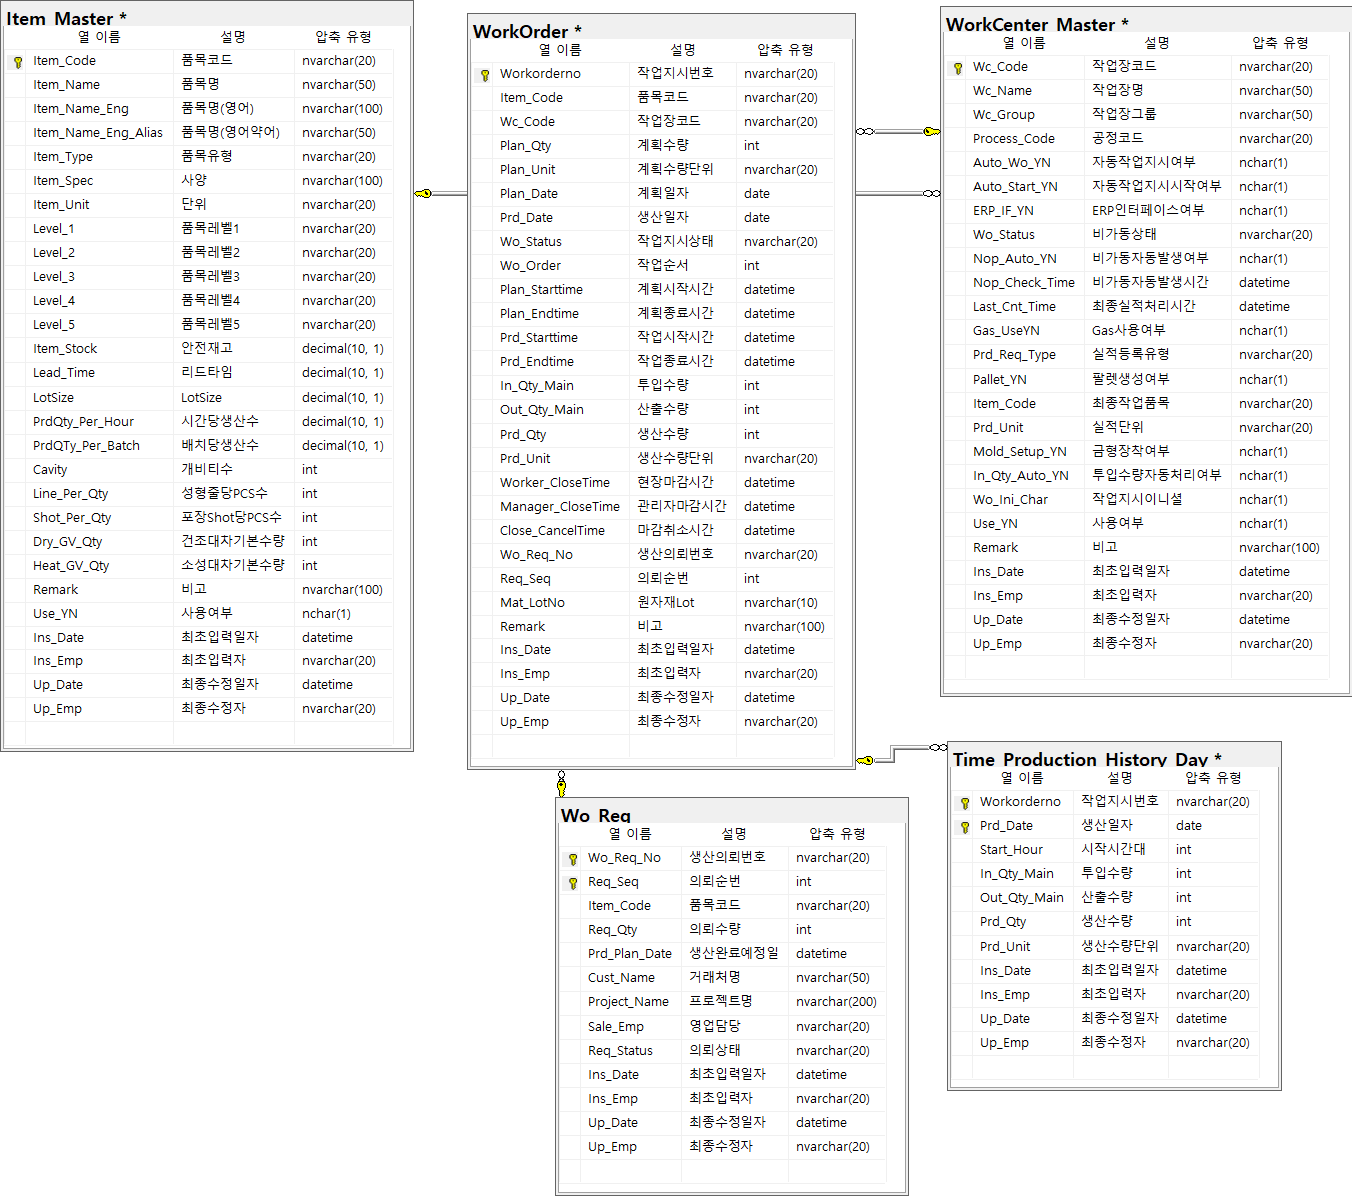 Item_Master *
열 이름 설명 압축 유형
Item_Code 품목코드 nvarchar(20)
Item_Name 품목명 nvarchar(50)
Item_Name_Eng 품목명(영어) nvarchar(100)
Item_Name_Eng_Alias 품목명(영어약어) nvarchar(50)
Item_Type 품목유형 nvarchar(20)
Item_Spec 사양 nvarchar(100)
Item_Unit 단위 nvarchar(20)
Level_1 품목레벨1 nvarchar(20)
Level_2 품목레벨2 nvarchar(20)
Level_3 품목레벨3 nvarchar(20)
Level_4 품목레벨4 nvarchar(20)
Level_5 품목레벨5 nvarchar(20)
Item_Stock 안전재고 decimal(10, 1)
Lead_Time 리드타임 decimal(10, 1)
LotSize LotSize decimal(10, 1)
PrdQty_Per_Hour 시간당생산수 decimal(10, 1)
PrdQTy_Per_Batch 배치당생산수 decimal(10, 1)
Cavity 개비티수 int
Line_Per_Qty 성형줄당PCS수 int
Shot_Per_Qty 포장Shot당PCS수 int
Dry_GV_Qty 건조대차기본수량 int
Heat_GV_Qty 소성대차기본수량 int
Remark 비고 nvarchar(100)
Use_YN 사용여부 nchar(1)
Ins_Date 최초입력일자 datetime
Ins_Emp 최초입력자 nvarchar(20)
Up_Date 최종수정일자 datetime
Up_Emp 최종수정자 nvarchar(20)
WorkOrder *
열 이름 설명 압축 유형
Workorderno 작업지시번호 nvarchar(20)
Item_Code 품목코드 nvarchar(20)
Wc_Code 작업장코드 nvarchar(20)
Plan_Qty 계획수량 int
Plan_Unit 계획수량단위 nvarchar(20)
Plan_Date 계획일자 date
Prd_Date 생산일자 date
Wo_Status 작업지시상태 nvarchar(20)
Wo_Order 작업순서 int
Plan_Starttime 계획시작시간 datetime
Plan_Endtime 계획종료시간 datetime
Prd_Starttime 작업시작시간 datetime
Prd_Endtime 작업종료시간 datetime
In_Qty_Main 투입수량 int
Out_Qty_Main 산출수량 int
Prd_Qty 생산수량 int
Prd_Unit 생산수량단위 nvarchar(20)
Worker_CloseTime 현장마감시간 datetime
Manager_CloseTime 관리자마감시간 datetime
Close_CancelTime 마감취소시간 datetime
Wo_Req_No 생산의뢰번호 nvarchar(20)
Req_Seq 의뢰순번 int
Mat_LotNo 원자재Lot nvarchar(10)
Remark 비고 nvarchar(100)
Ins_Date 최초입력일자 datetime
Ins_Emp 최초입력자 nvarchar(20)
Up_Date 최종수정일자 datetime
Up_Emp 최종수정자 nvarchar(20)
WorkCenter_Master *
열 이름 설명 압축 유형
Wc_Code 작업장코드 nvarchar(20)
Wc_Name 작업장명 nvarchar(50)
Wc_Group 작업장그룹 nvarchar(50)
Process_Code 공정코드 nvarchar(20)
Auto_Wo_YN 자동작업지시여부 nchar(1)
Auto_Start_YN 자동작업지시시작여부 nchar(1)
ERP_IF_YN ERP인터페이스여부 nchar(1)
Wo_Status 비가동상태 nvarchar(20)
Nop_Auto_YN 비가동자동발생여부 nchar(1)
Nop_Check_Time 비가동자동발생시간 datetime
Last_Cnt_Time 최종실적처리시간 datetime
Gas_UseYN Gas사용여부 nchar(1)
Prd_Req_Type 실적등록유형 nvarchar(20)
Pallet_YN 팔렛생성여부 nchar(1)
Item_Code 최종작업품목 nvarchar(20)
Prd_Unit 실적단위 nvarchar(20)
Mold_Setup_YN 금형장착여부 nchar(1)
In_Qty_Auto_YN 투입수량자동처리여부 nchar(1)
Wo_Ini_Char 작업지시이니셜 nchar(1)
Use_YN 사용여부 nchar(1)
Remark 비고 nvarchar(100)
Ins_Date 최초입력일자 datetime
Ins_Emp 최초입력자 nvarchar(20)
Up_Date 최종수정일자 datetime
Up_Emp 최종수정자 nvarchar(20)
Time_Production_History_Day *
열 이름 설명 압축 유형
Workorderno 작업지시번호 nvarchar(20)
Prd_Date 생산일자 date
Start_Hour 시작시간대 int
In_Qty_Main 투입수량 int
Out_Qty_Main 산출수량 int
Prd_Qty 생산수량 int
Prd_Unit 생산수량단위 nvarchar(20)
Ins_Date 최초입력일자 datetime
Ins_Emp 최초입력자 nvarchar(20)
Up_Date 최종수정일자 datetime
Up_Emp 최종수정자 nvarchar(20)
Wo_Req
열 이름 설명 압축 유형
Wo_Req_No 생산의뢰번호 nvarchar(20)
Req_Seq 의뢰순번 int
Item_Code 품목코드 nvarchar(20)
Req_Qty 의뢰수량 int
Prd_Plan_Date 생산완료예정일 datetime
Cust_Name 거래처명 nvarchar(50)
Project_Name 프로젝트명 nvarchar(200)
Sale_Emp 영업담당 nvarchar(20)
Req_Status 의뢰상태 nvarchar(20)
Ins_Date 최초입력일자 datetime
Ins_Emp 최초입력자 nvarchar(20)
Up_Date 최종수정일자 datetime
Up_Emp 최종수정자 nvarchar(20)